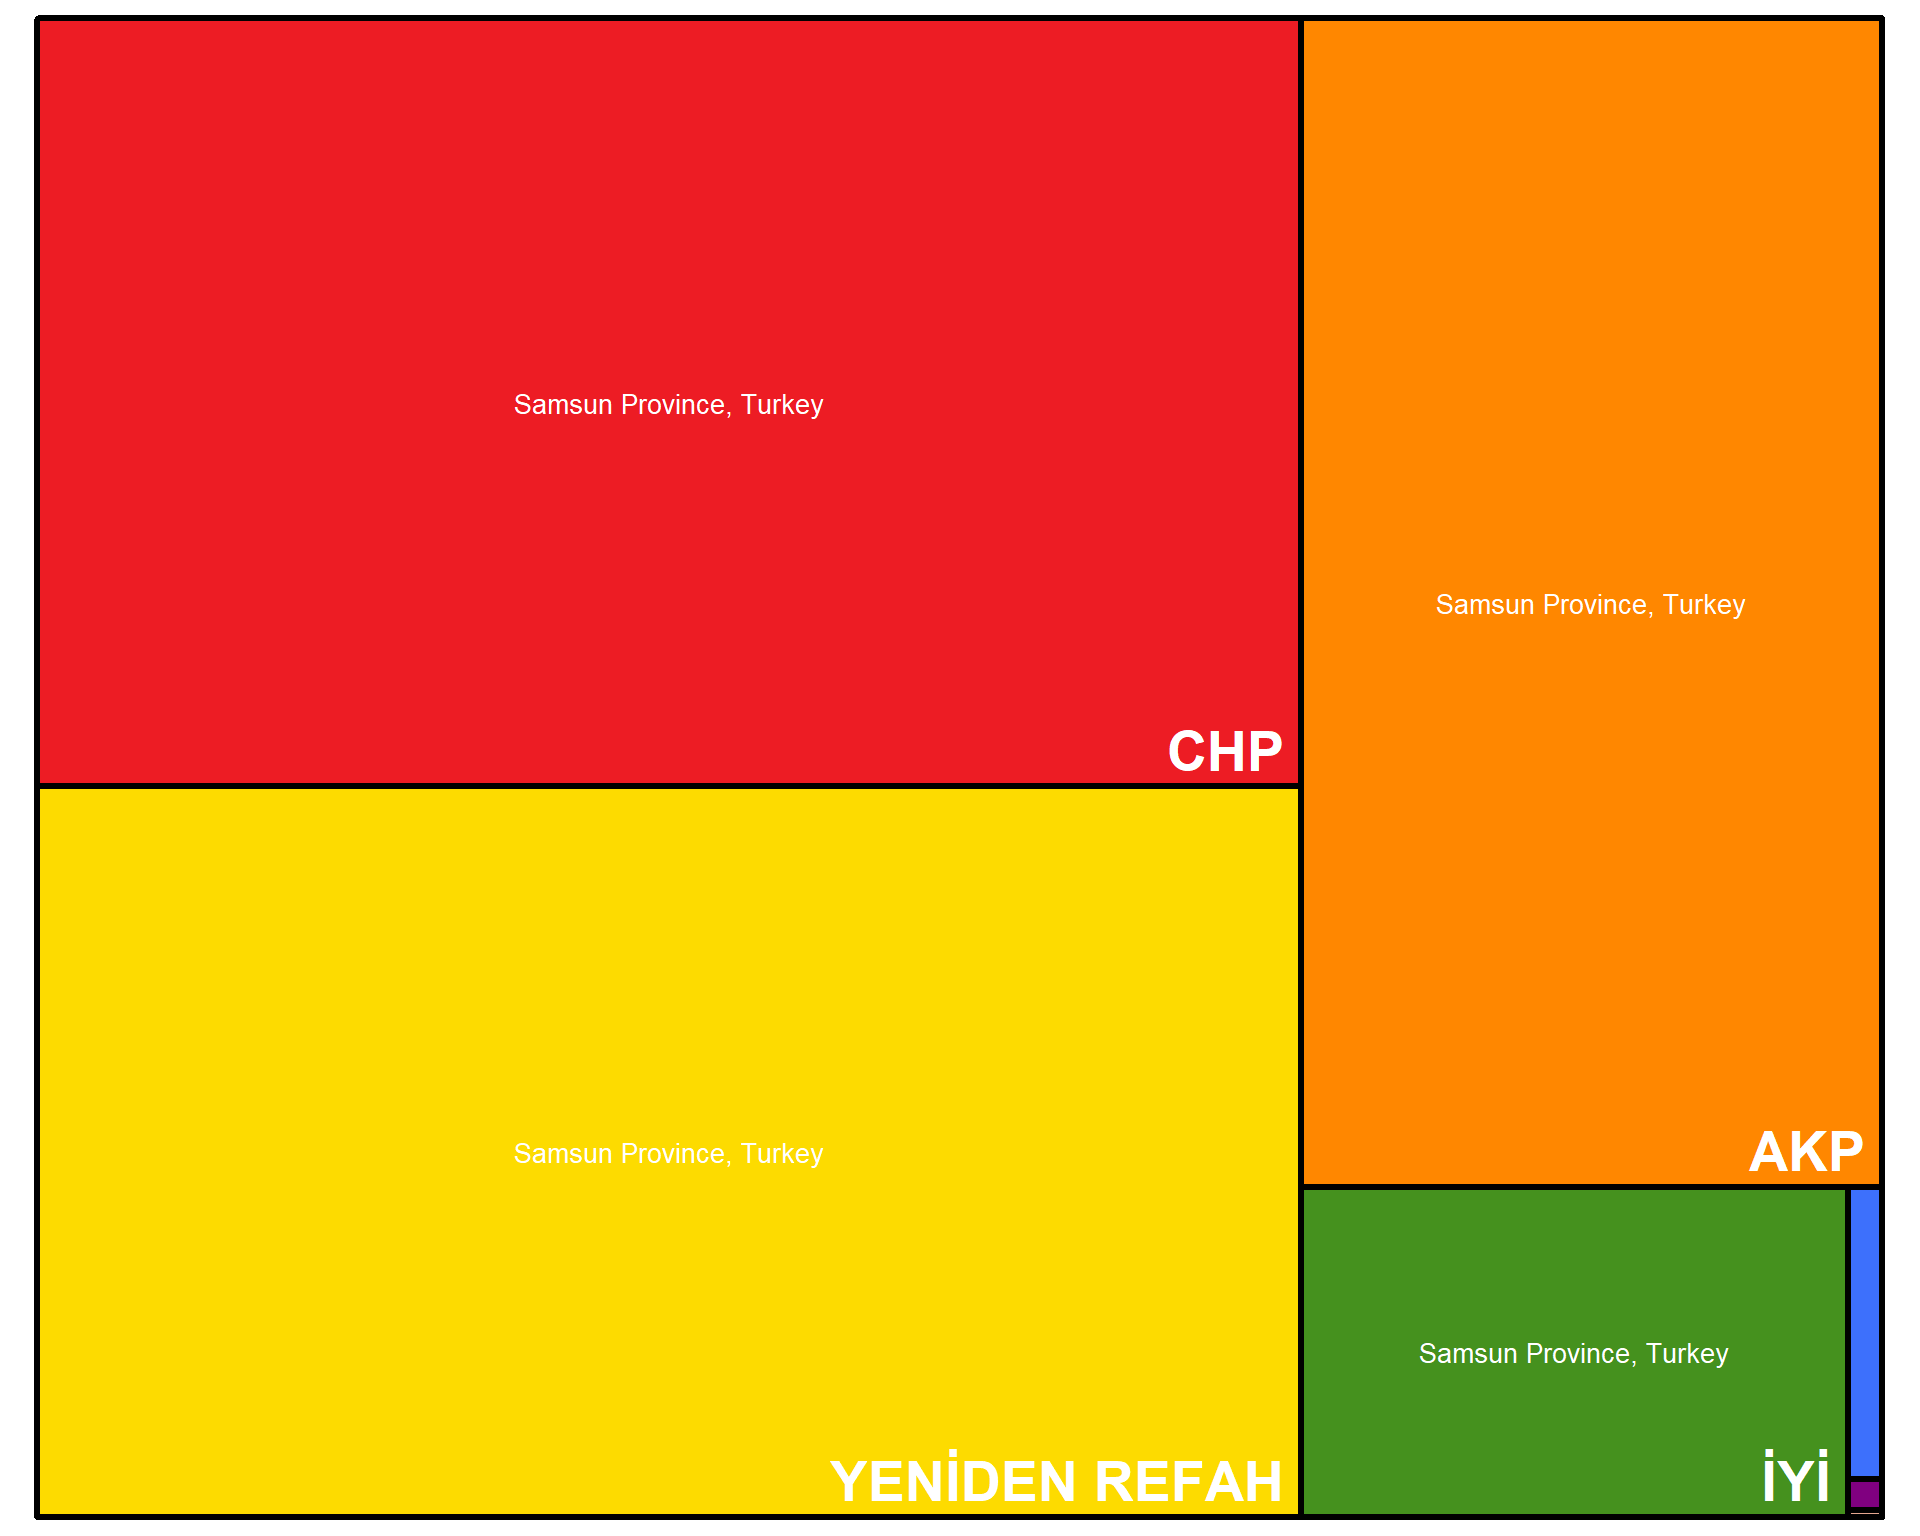 Samsun Province, Turkey
CHP
Samsun Province, Turkey
YENİDEN REFAH
Samsun Province, Turkey
AKP
Samsun Province, Turkey
İYİ